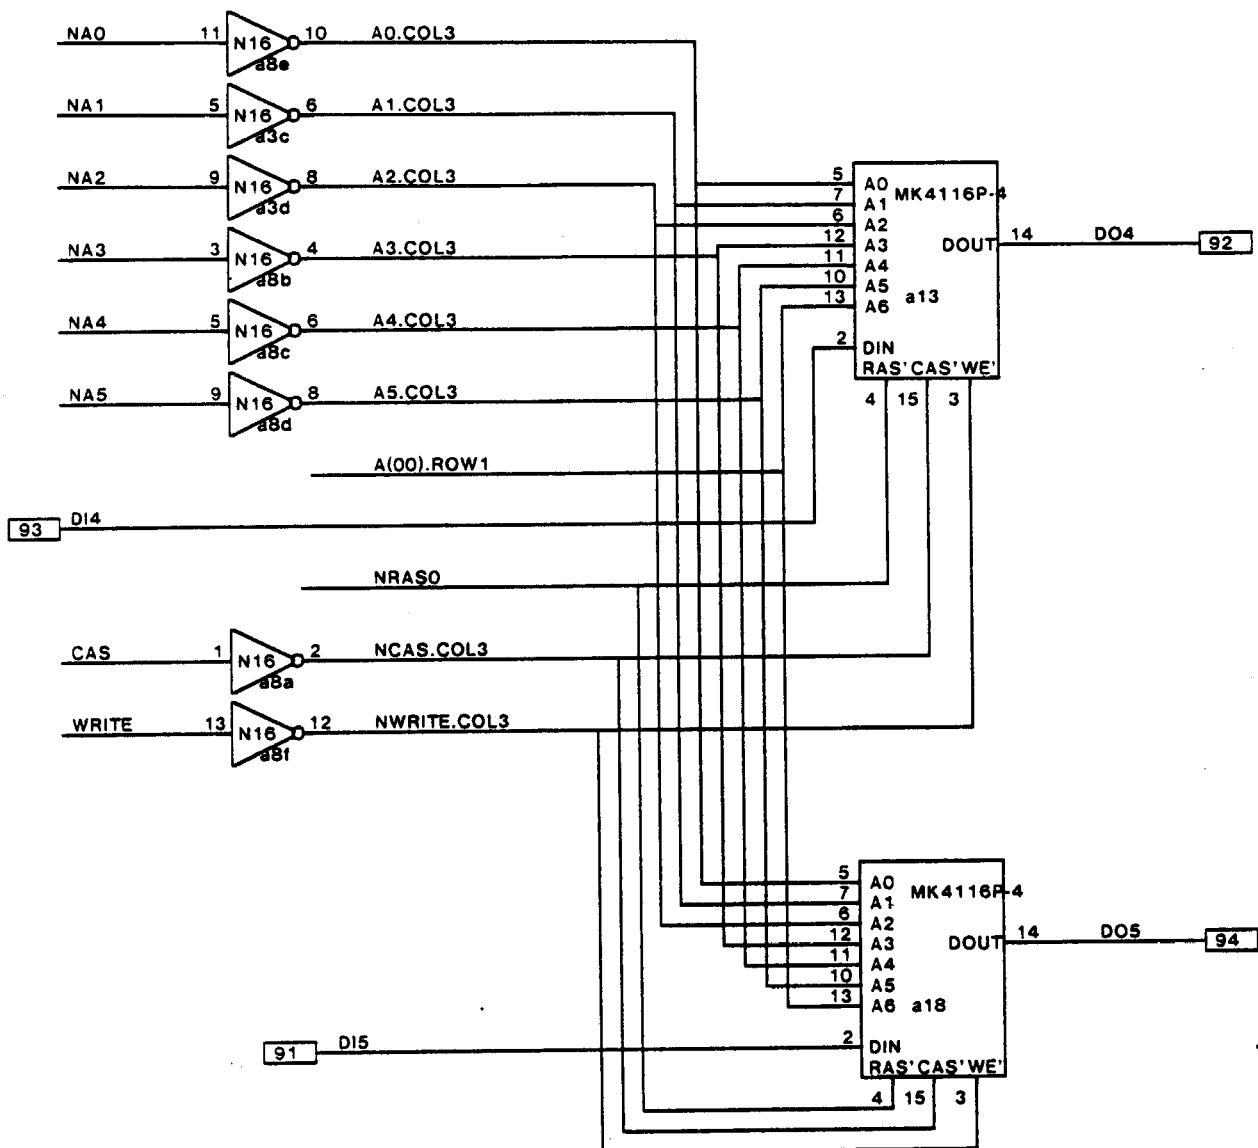 NA0 11 N16 10 A0.COL3
a8e
NA1 5 N16 6 A1.COL3
a3c
NA2 9 N16 8 A2.COL3
a3d
NA3 3 N16 4 A3.COL3
a8b
NA4 5 N16 6 A4.COL3
a8c
NA5 9 N16 8 A5.COL3
a8d
A(00).ROW1
93 DI4
NRAS0
CAS 1 N16 2 NCAS.COL3
a8a
WRITE 13 N16 12 NWRITE.COL3
a8f
5 A0 MK4116P-4
7 A1
6 A2
12 A3 DOUT 14 DO4 92
11 A4
10 A5 a13
13 A6
2 DIN
RAS' CAS' WE'
4 15 3
5 A0 MK4116P-4
7 A1
6 A2
12 A3 DOUT 14 DO5 94
11 A4
10 A5
13 A6 a18
91 DI5 2 DIN
RAS' CAS' WE'
4 15 3